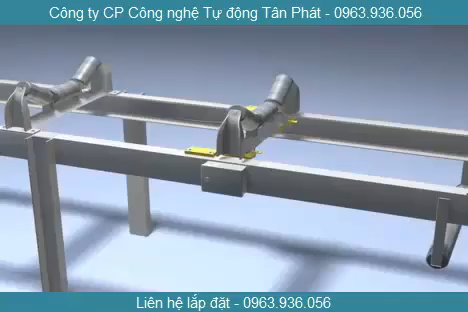 Công ty CP Công nghệ Tự động Tân Phát - 0963.936.056
Liên hệ lắp đặt - 0963.936.056